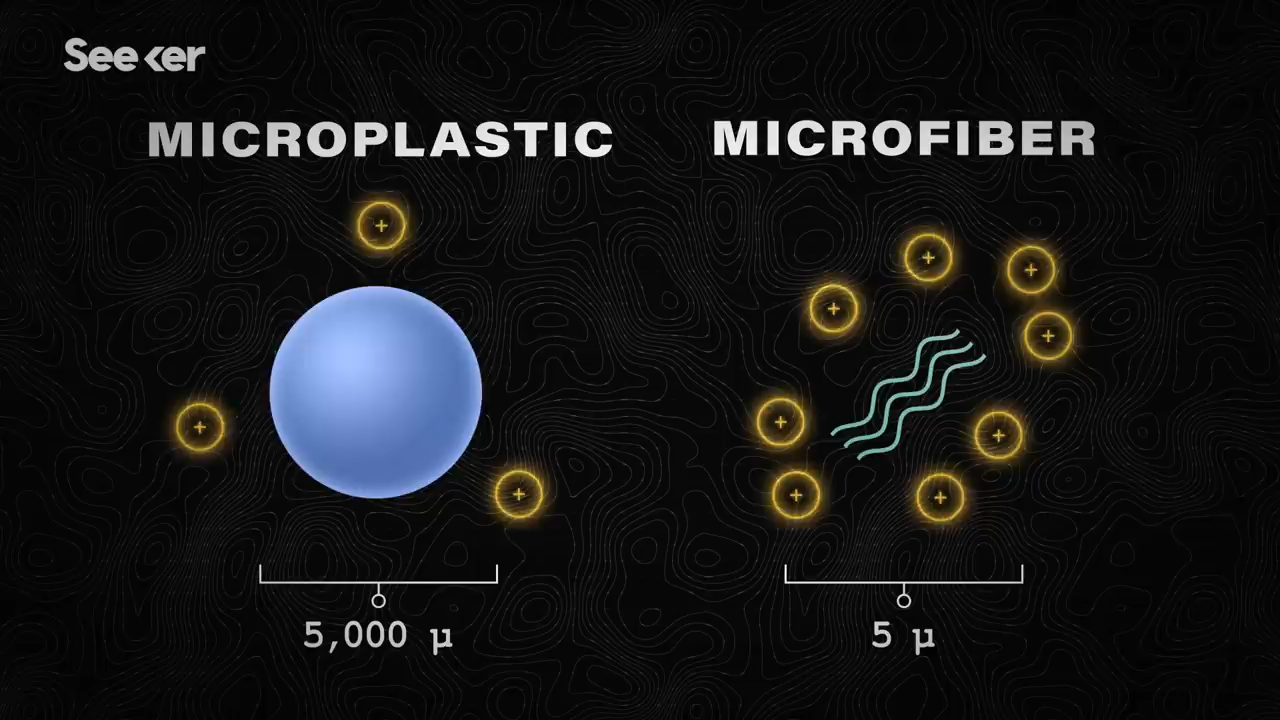 Seeker
MICROPLASTIC
MICROFIBER
+
+
+
+
+
+
+
+
+
+
+
5,000 µ
5 µ